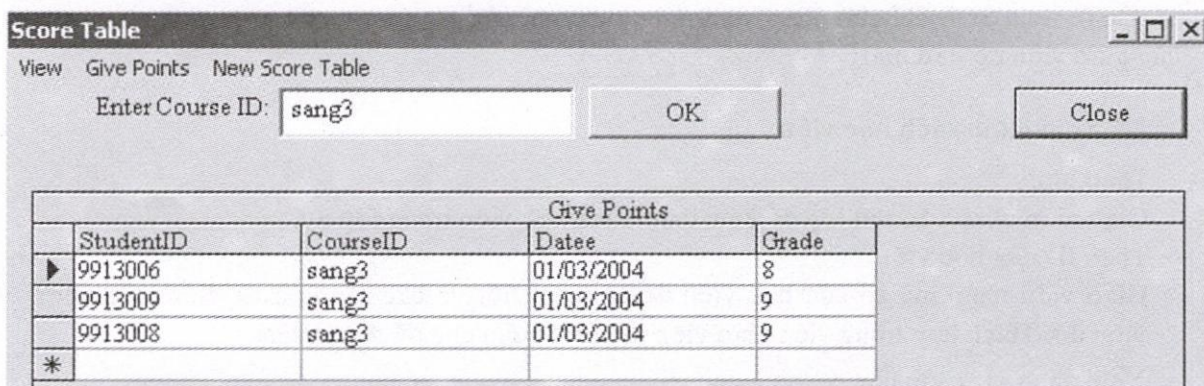 Score Table
View Give Points New Score Table
Enter Course ID: sang3 OK Close
Give Points
StudentID CourseID Datee Grade
9913006 sang3 01/03/2004 8
9913009 sang3 01/03/2004 9
9913008 sang3 01/03/2004 9